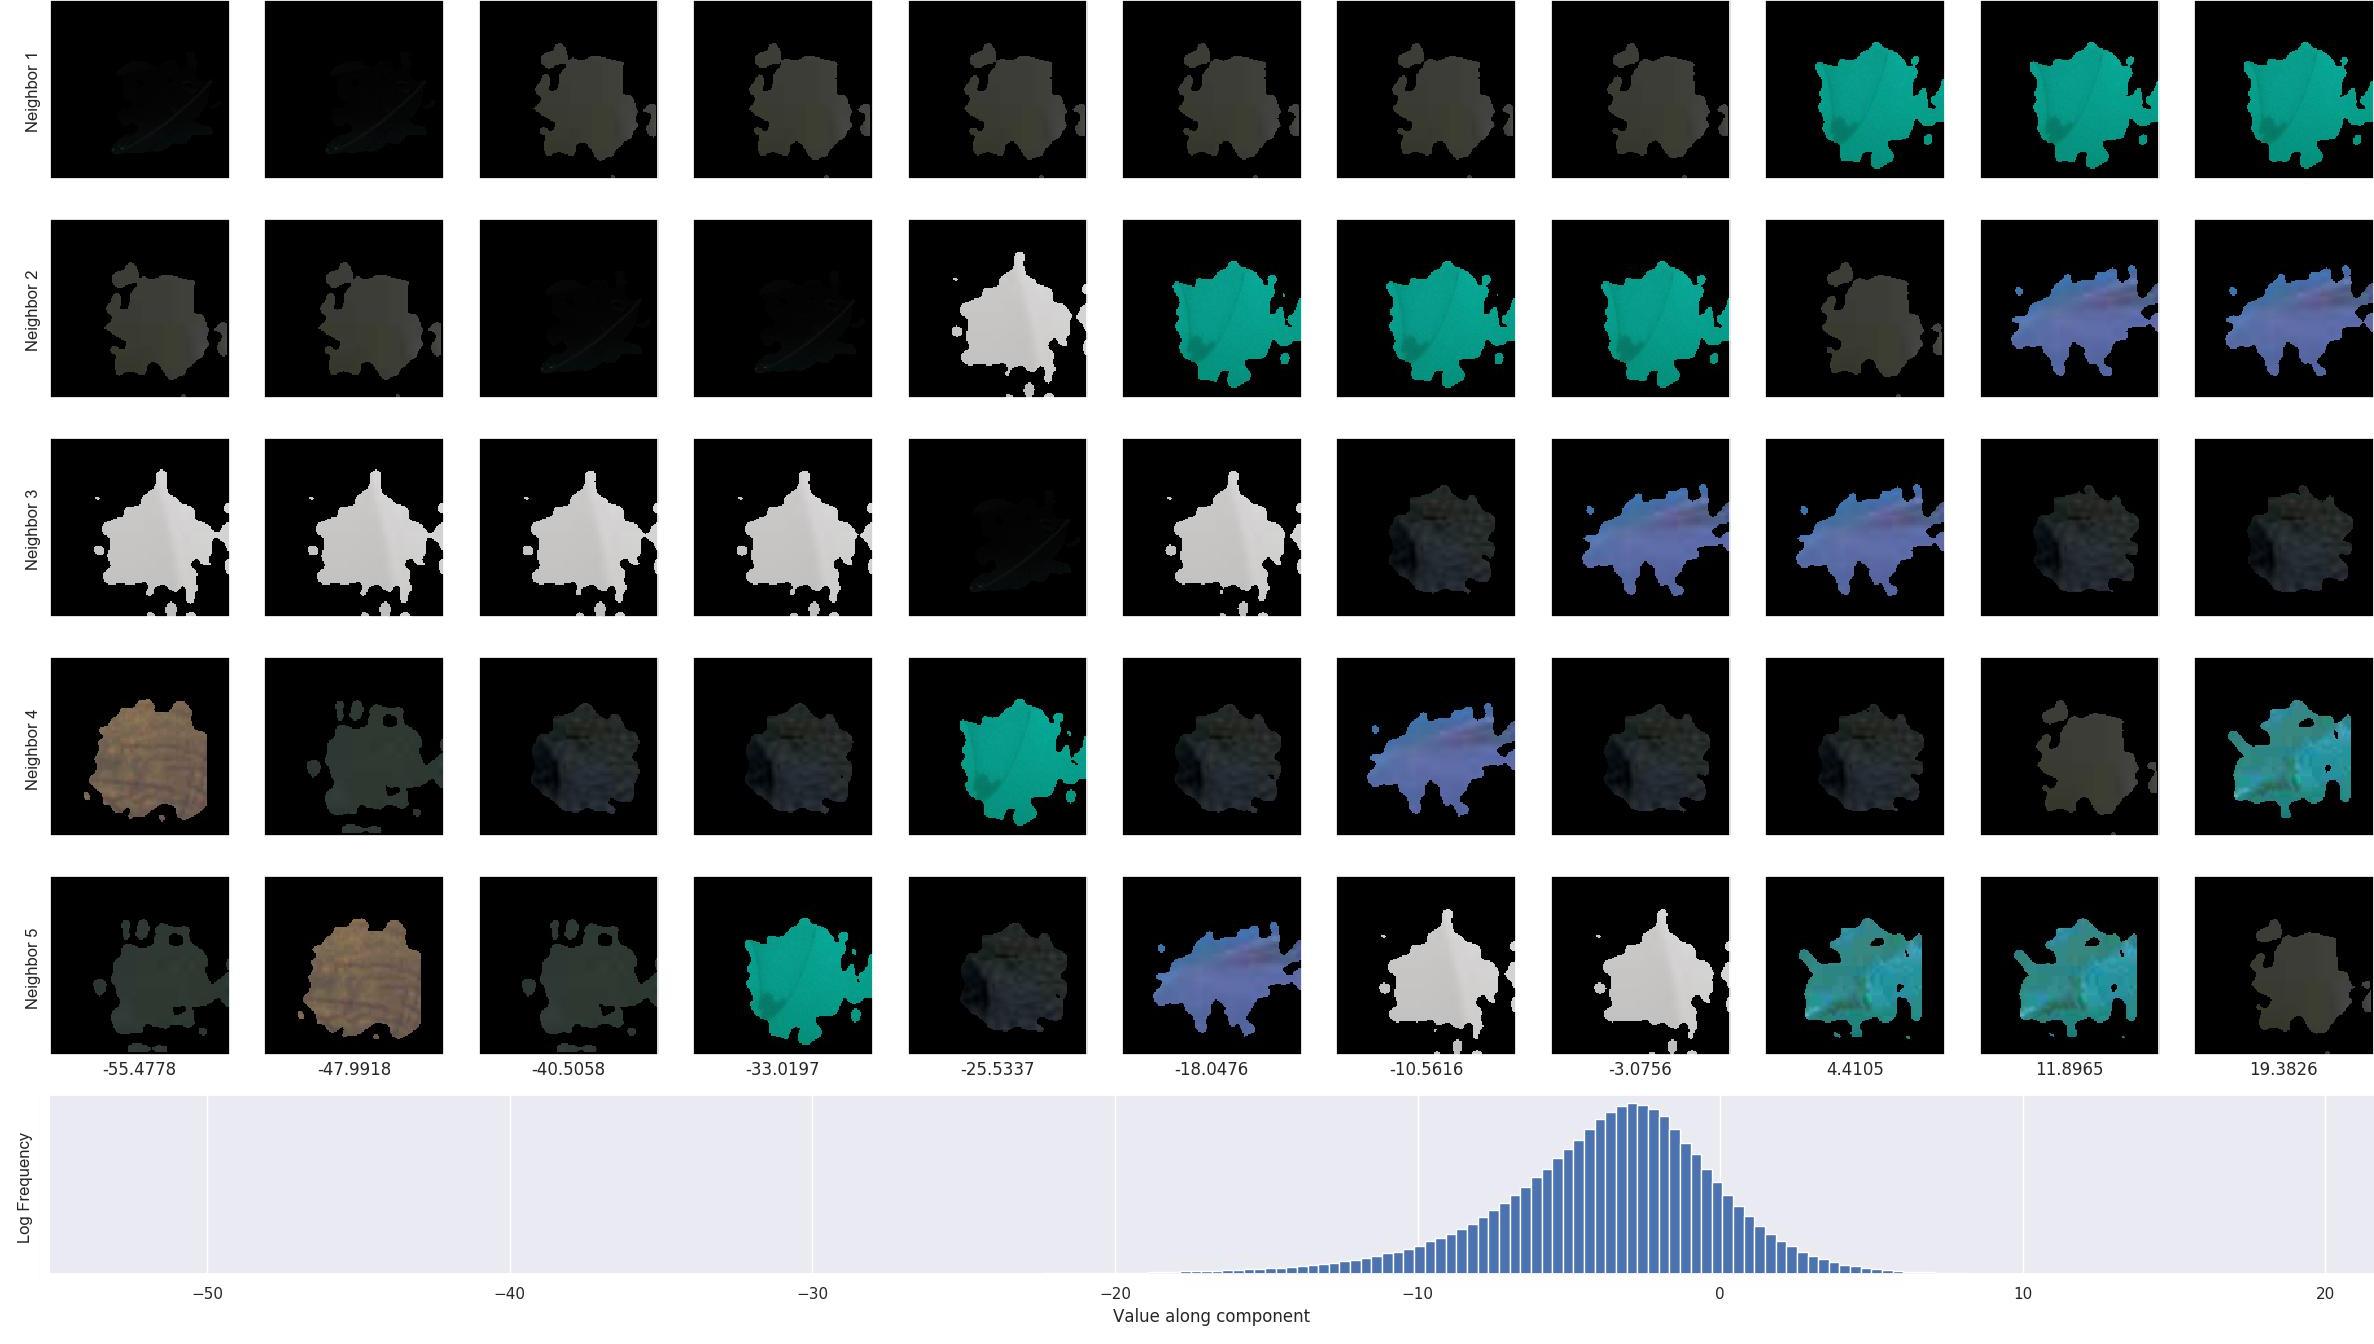 Neighbor 1
Neighbor 2
Neighbor 3
Neighbor 4
Neighbor 5
-55.4778 -47.9918 -40.5058 -33.0197 -25.5337 -18.0476 -10.5616 -3.0756 4.4105 11.8965 19.3826
Log Frequency
−50 −40 −30 −20 −10 0 10 20
Value along component